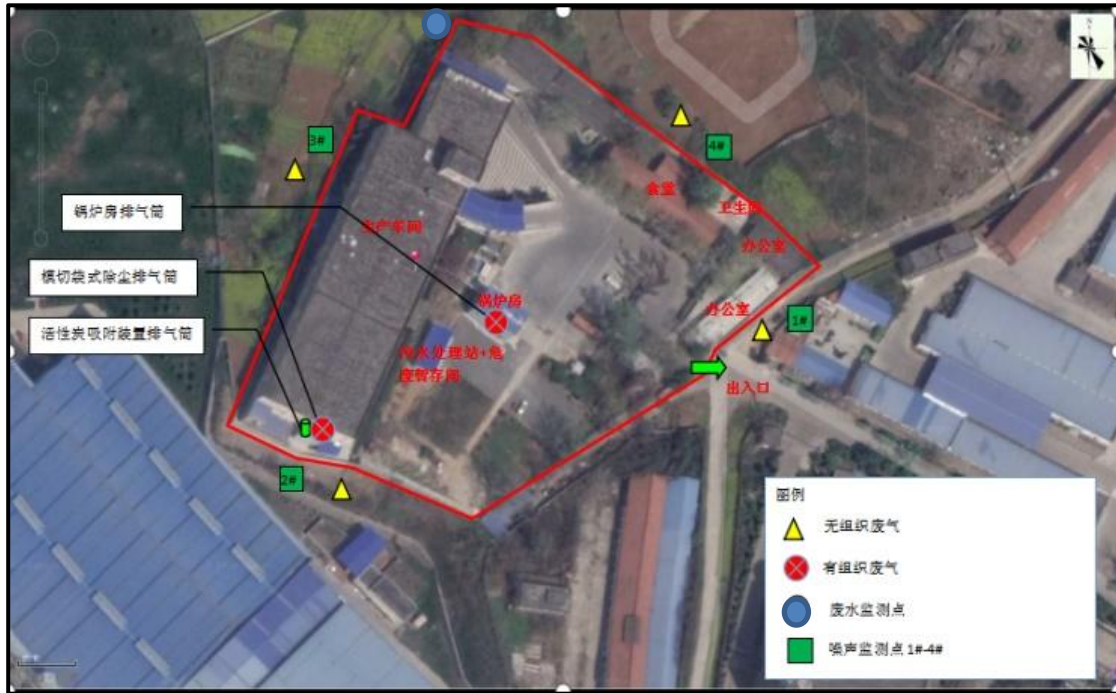 3#
4#
锅炉房排气筒
食堂
卫生间
生产车间
办公室
模切袋式除尘排气筒
锅炉房
办公室
1#
活性炭吸附装置排气筒
污水处理站+危
废暂存间
出入口
2#
图例
无组织废气
有组织废气
废水监测点
噪声监测点 1#-4#